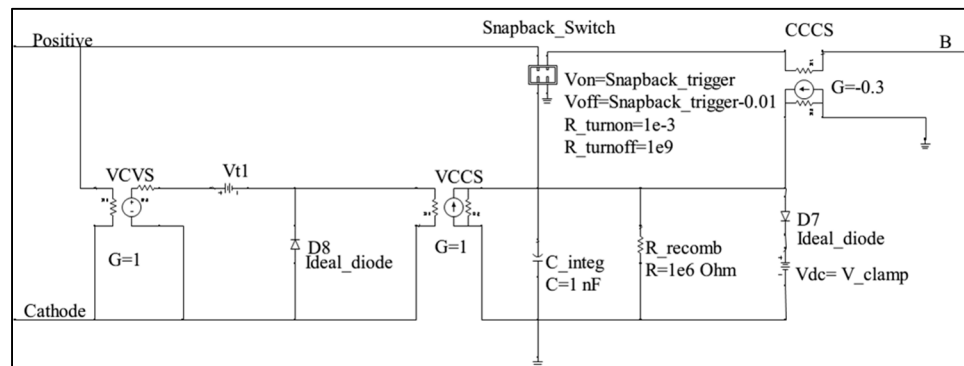 Snapback_Switch
CCCS
Positive
B
Von=Snapback_trigger
Voff=Snapback_trigger-0.01
R_turnon=1e-3
R_turnoff=1e9
G=-0.3
VCVS
Vt1
VCCS
G=1
D8
Ideal_diode
G=1
C_integ
C=1 nF
R_recomb
R=1e6 Ohm
D7
Ideal_diode
Vdc= V_clamp
Cathode